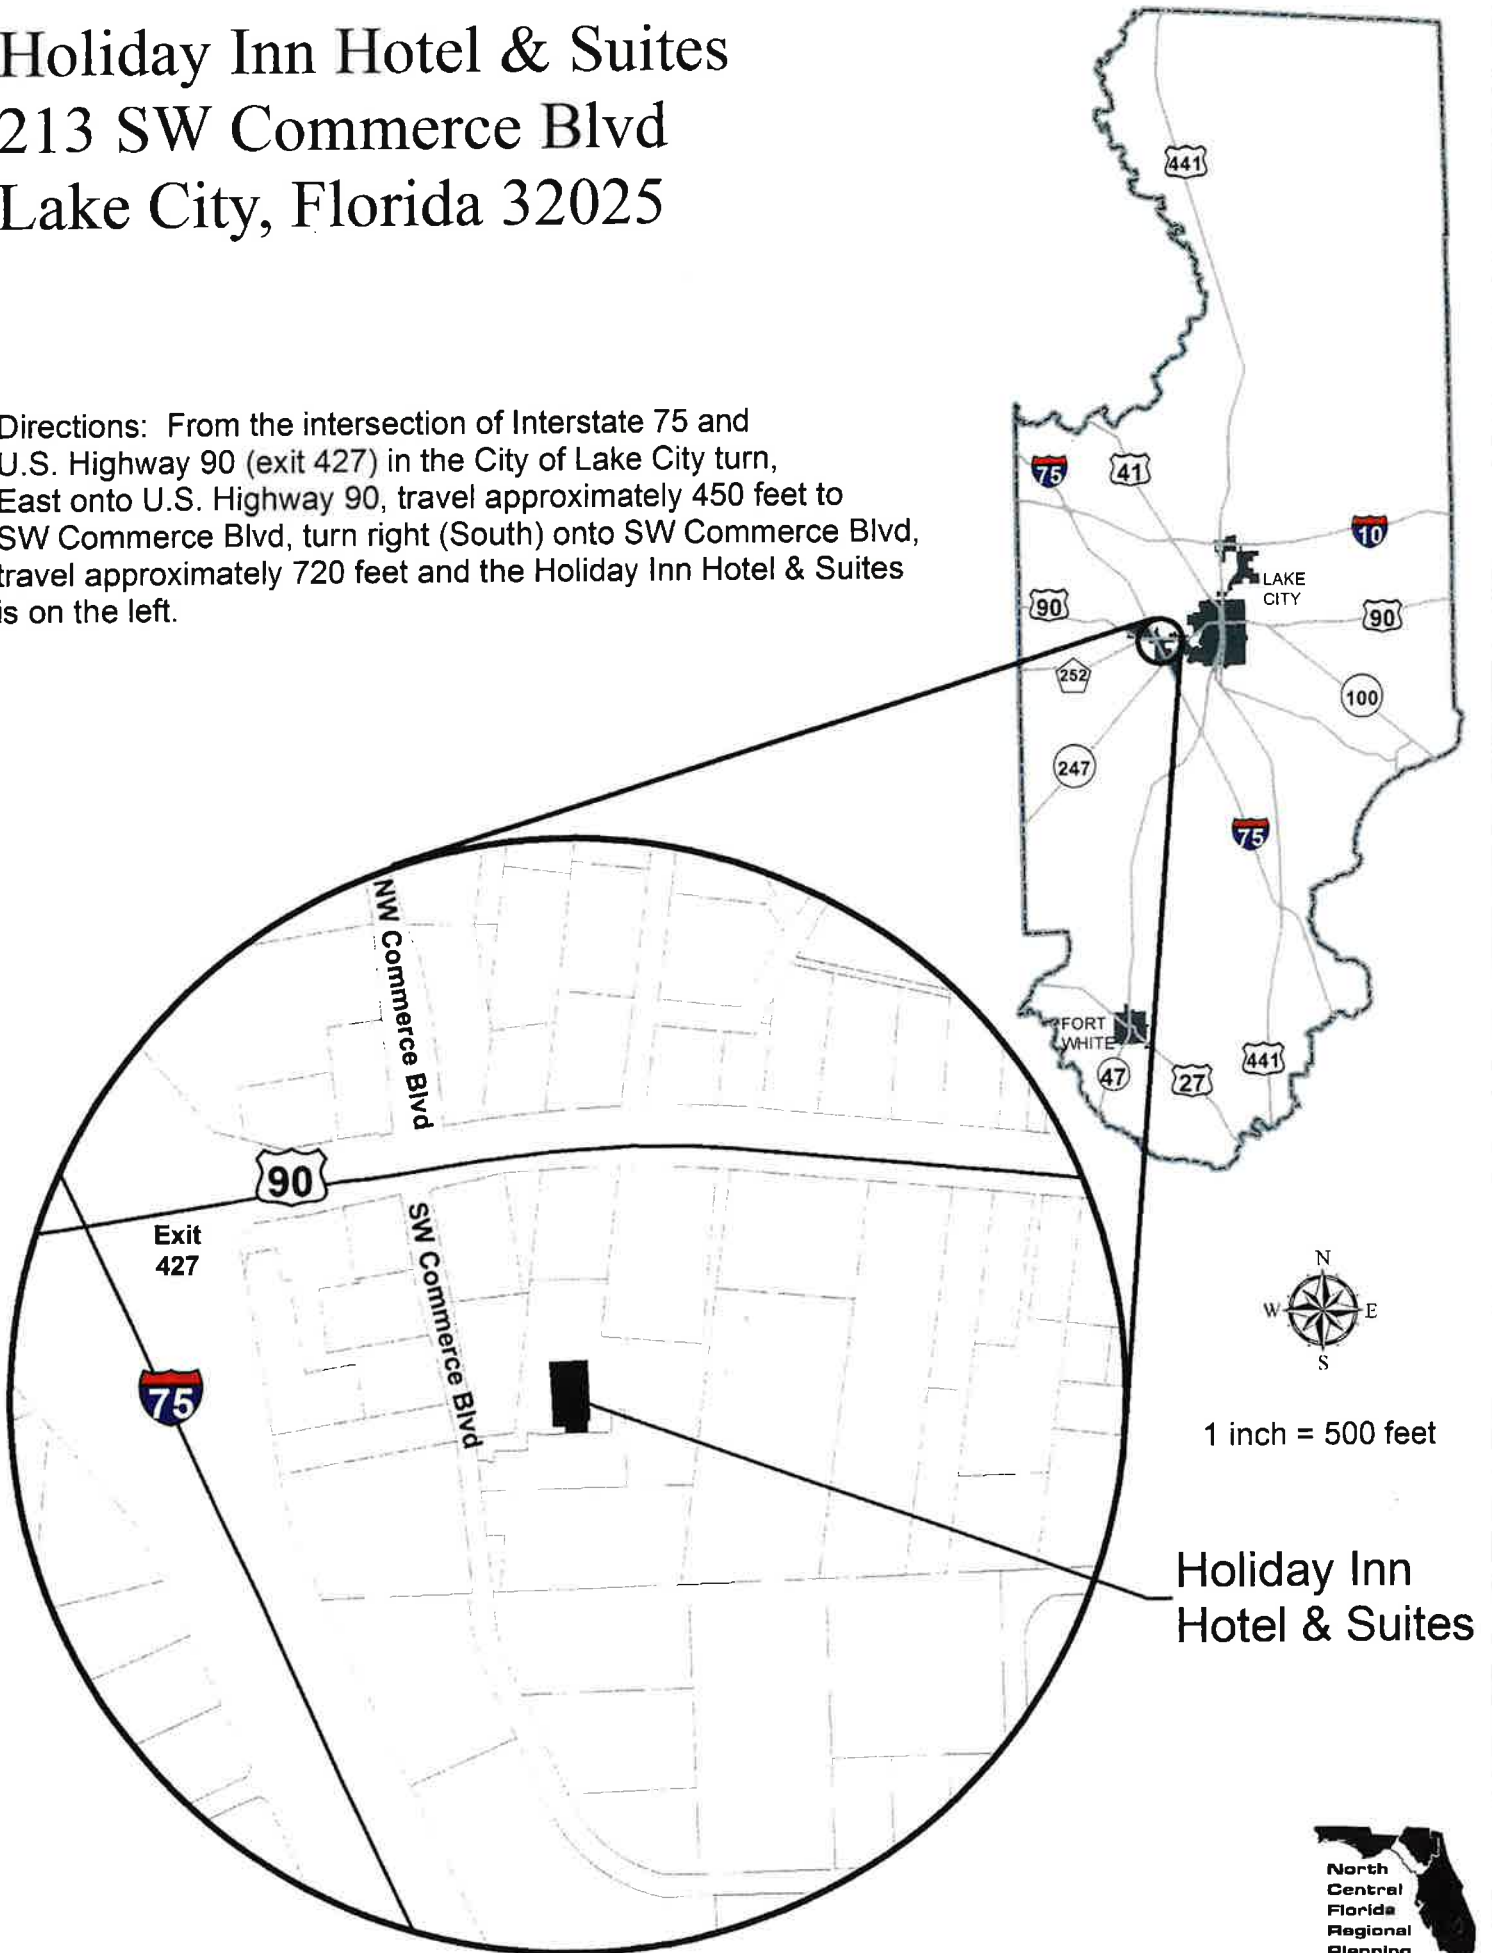 Holiday Inn Hotel & Suites
213 SW Commerce Blvd
Lake City, Florida 32025
Directions: From the intersection of Interstate 75 and
U.S. Highway 90 (exit 427) in the City of Lake City turn,
East onto U.S. Highway 90, travel approximately 450 feet to
SW Commerce Blvd, turn right (South) onto SW Commerce Blvd,
travel approximately 720 feet and the Holiday Inn Hotel & Suites
is on the left.
441
75
41
10
LAKE
CITY
90
90
252
100
247
75
FORT
WHITE
47
27
441
NW Commerce Blvd
90
Exit
427
SW Commerce Blvd
75
N
W
E
S
1 inch = 500 feet
Holiday Inn
Hotel & Suites
North
Central
Florida
Regional
Planning